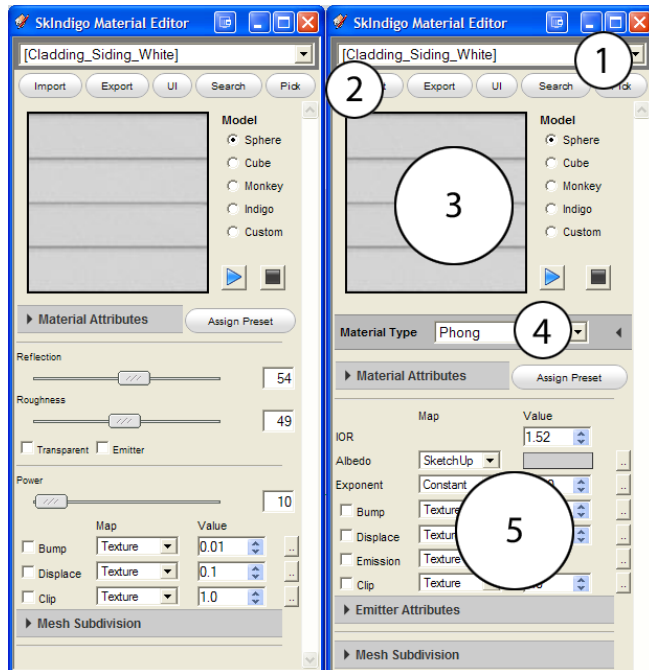 SkIndigo Material Editor
[Cladding_Siding_White]
Import Export UI Search Pick
Model
Sphere
Cube
Monkey
Indigo
Custom
Material Attributes Assign Preset
Reflection
54
Roughness
49
Transparent Emitter
Power
10
Map Value
Bump Texture 0.01 ..
Displace Texture 0.1 ..
Clip Texture 1.0 ..
Mesh Subdivision
SkIndigo Material Editor
[Cladding_Siding_White]
1
2
Export UI Search
Model
Sphere
Cube
Monkey
Indigo
Custom
3
Material Type Phong 4
Material Attributes Assign Preset
Map Value
IOR 1.52
Albedo SketchUp ..
Exponent Constant ..
Bump Texture ..
Displace ..
5
Emission Texture ..
Clip Texture ..
Emitter Attributes
Mesh Subdivision